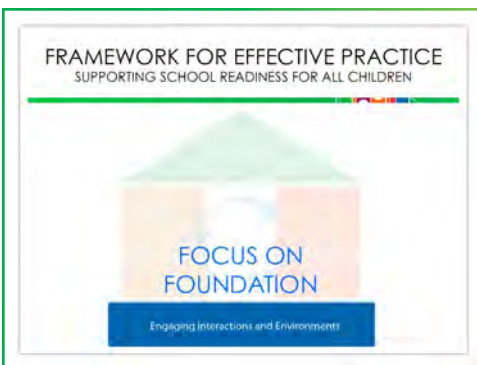 FRAMEWORK FOR EFFECTIVE PRACTICE
SUPPORTING SCHOOL READINESS FOR ALL CHILDREN
FOCUS ON
FOUNDATION
Engaging Interactions and Environments